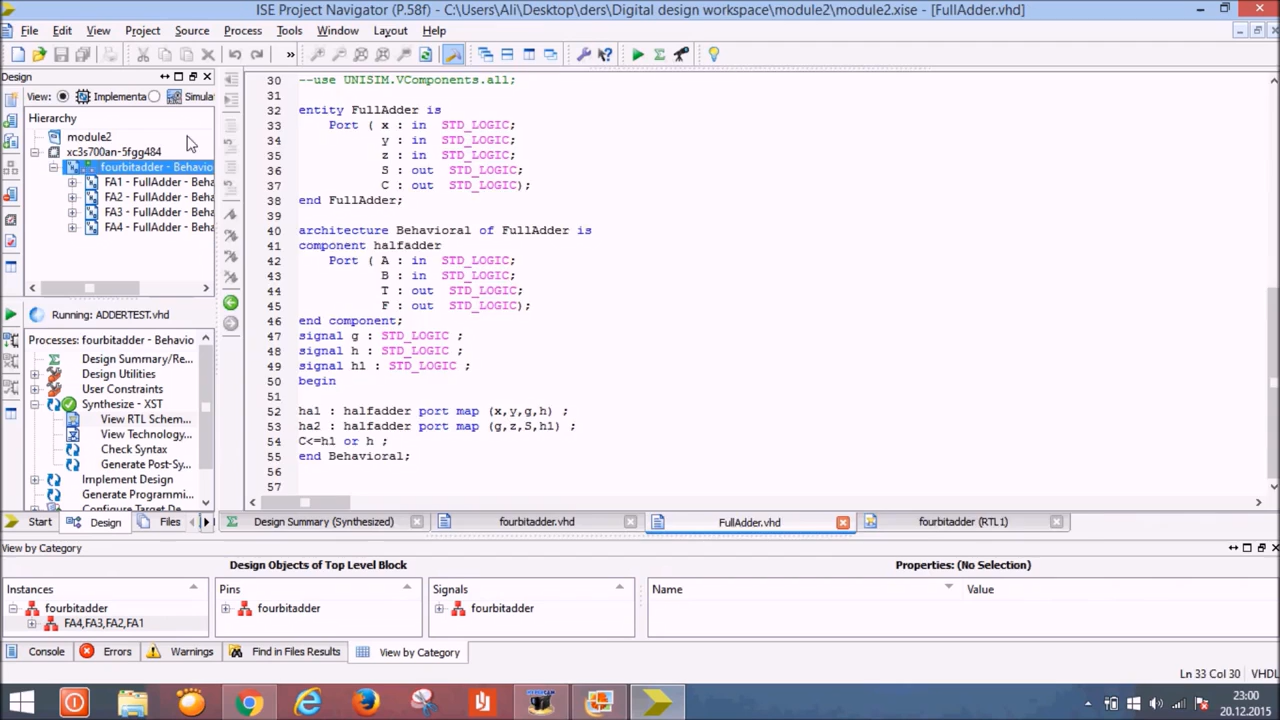 ISE Project Navigator (P.58f) - C:\Users\Ali\Desktop\ders\Digital design workspace\module2\module2.xise - [FullAdder.vhd]
File Edit View Project Source Process Tools Window Layout Help
Design
View: Implementa Simulat
Hierarchy
module2
xc3s700an-5fgg484
fourbitadder - Behavio
FA1 - FullAdder - Beha
FA2 - FullAdder - Beha
FA3 - FullAdder - Beha
FA4 - FullAdder - Beha
Running: ADDERTEST.vhd
Processes: fourbitadder - Behavio
Design Summary/Re...
Design Utilities
User Constraints
Synthesize - XST
View RTL Schem...
View Technology...
Check Syntax
Generate Post-Sy...
Implement Design
Generate Programmi...
Configure Target De...
Start Design Files
30 --use UNISIM.VComponents.all;
31
32 entity FullAdder is
33 Port ( x : in STD_LOGIC;
34 y : in STD_LOGIC;
35 z : in STD_LOGIC;
36 S : out STD_LOGIC;
37 C : out STD_LOGIC);
38 end FullAdder;
39
40 architecture Behavioral of FullAdder is
41 component halfadder
42 Port ( A : in STD_LOGIC;
43 B : in STD_LOGIC;
44 T : out STD_LOGIC;
45 F : out STD_LOGIC);
46 end component;
47 signal g : STD_LOGIC ;
48 signal h : STD_LOGIC ;
49 signal h1 : STD_LOGIC ;
50 begin
51
52 ha1 : halfadder port map (x,y,g,h) ;
53 ha2 : halfadder port map (g,z,S,h1) ;
54 C<=h1 or h ;
55 end Behavioral;
56
57
Design Summary (Synthesized) fourbitadder.vhd FullAdder.vhd fourbitadder (RTL1)
View by Category
Design Objects of Top Level Block Properties: (No Selection)
Instances Pins Signals Name Value
fourbitadder fourbitadder fourbitadder
FA4,FA3,FA2,FA1
Console Errors Warnings Find in Files Results View by Category
Ln 33 Col 30 VHDL
23:00
20.12.2015